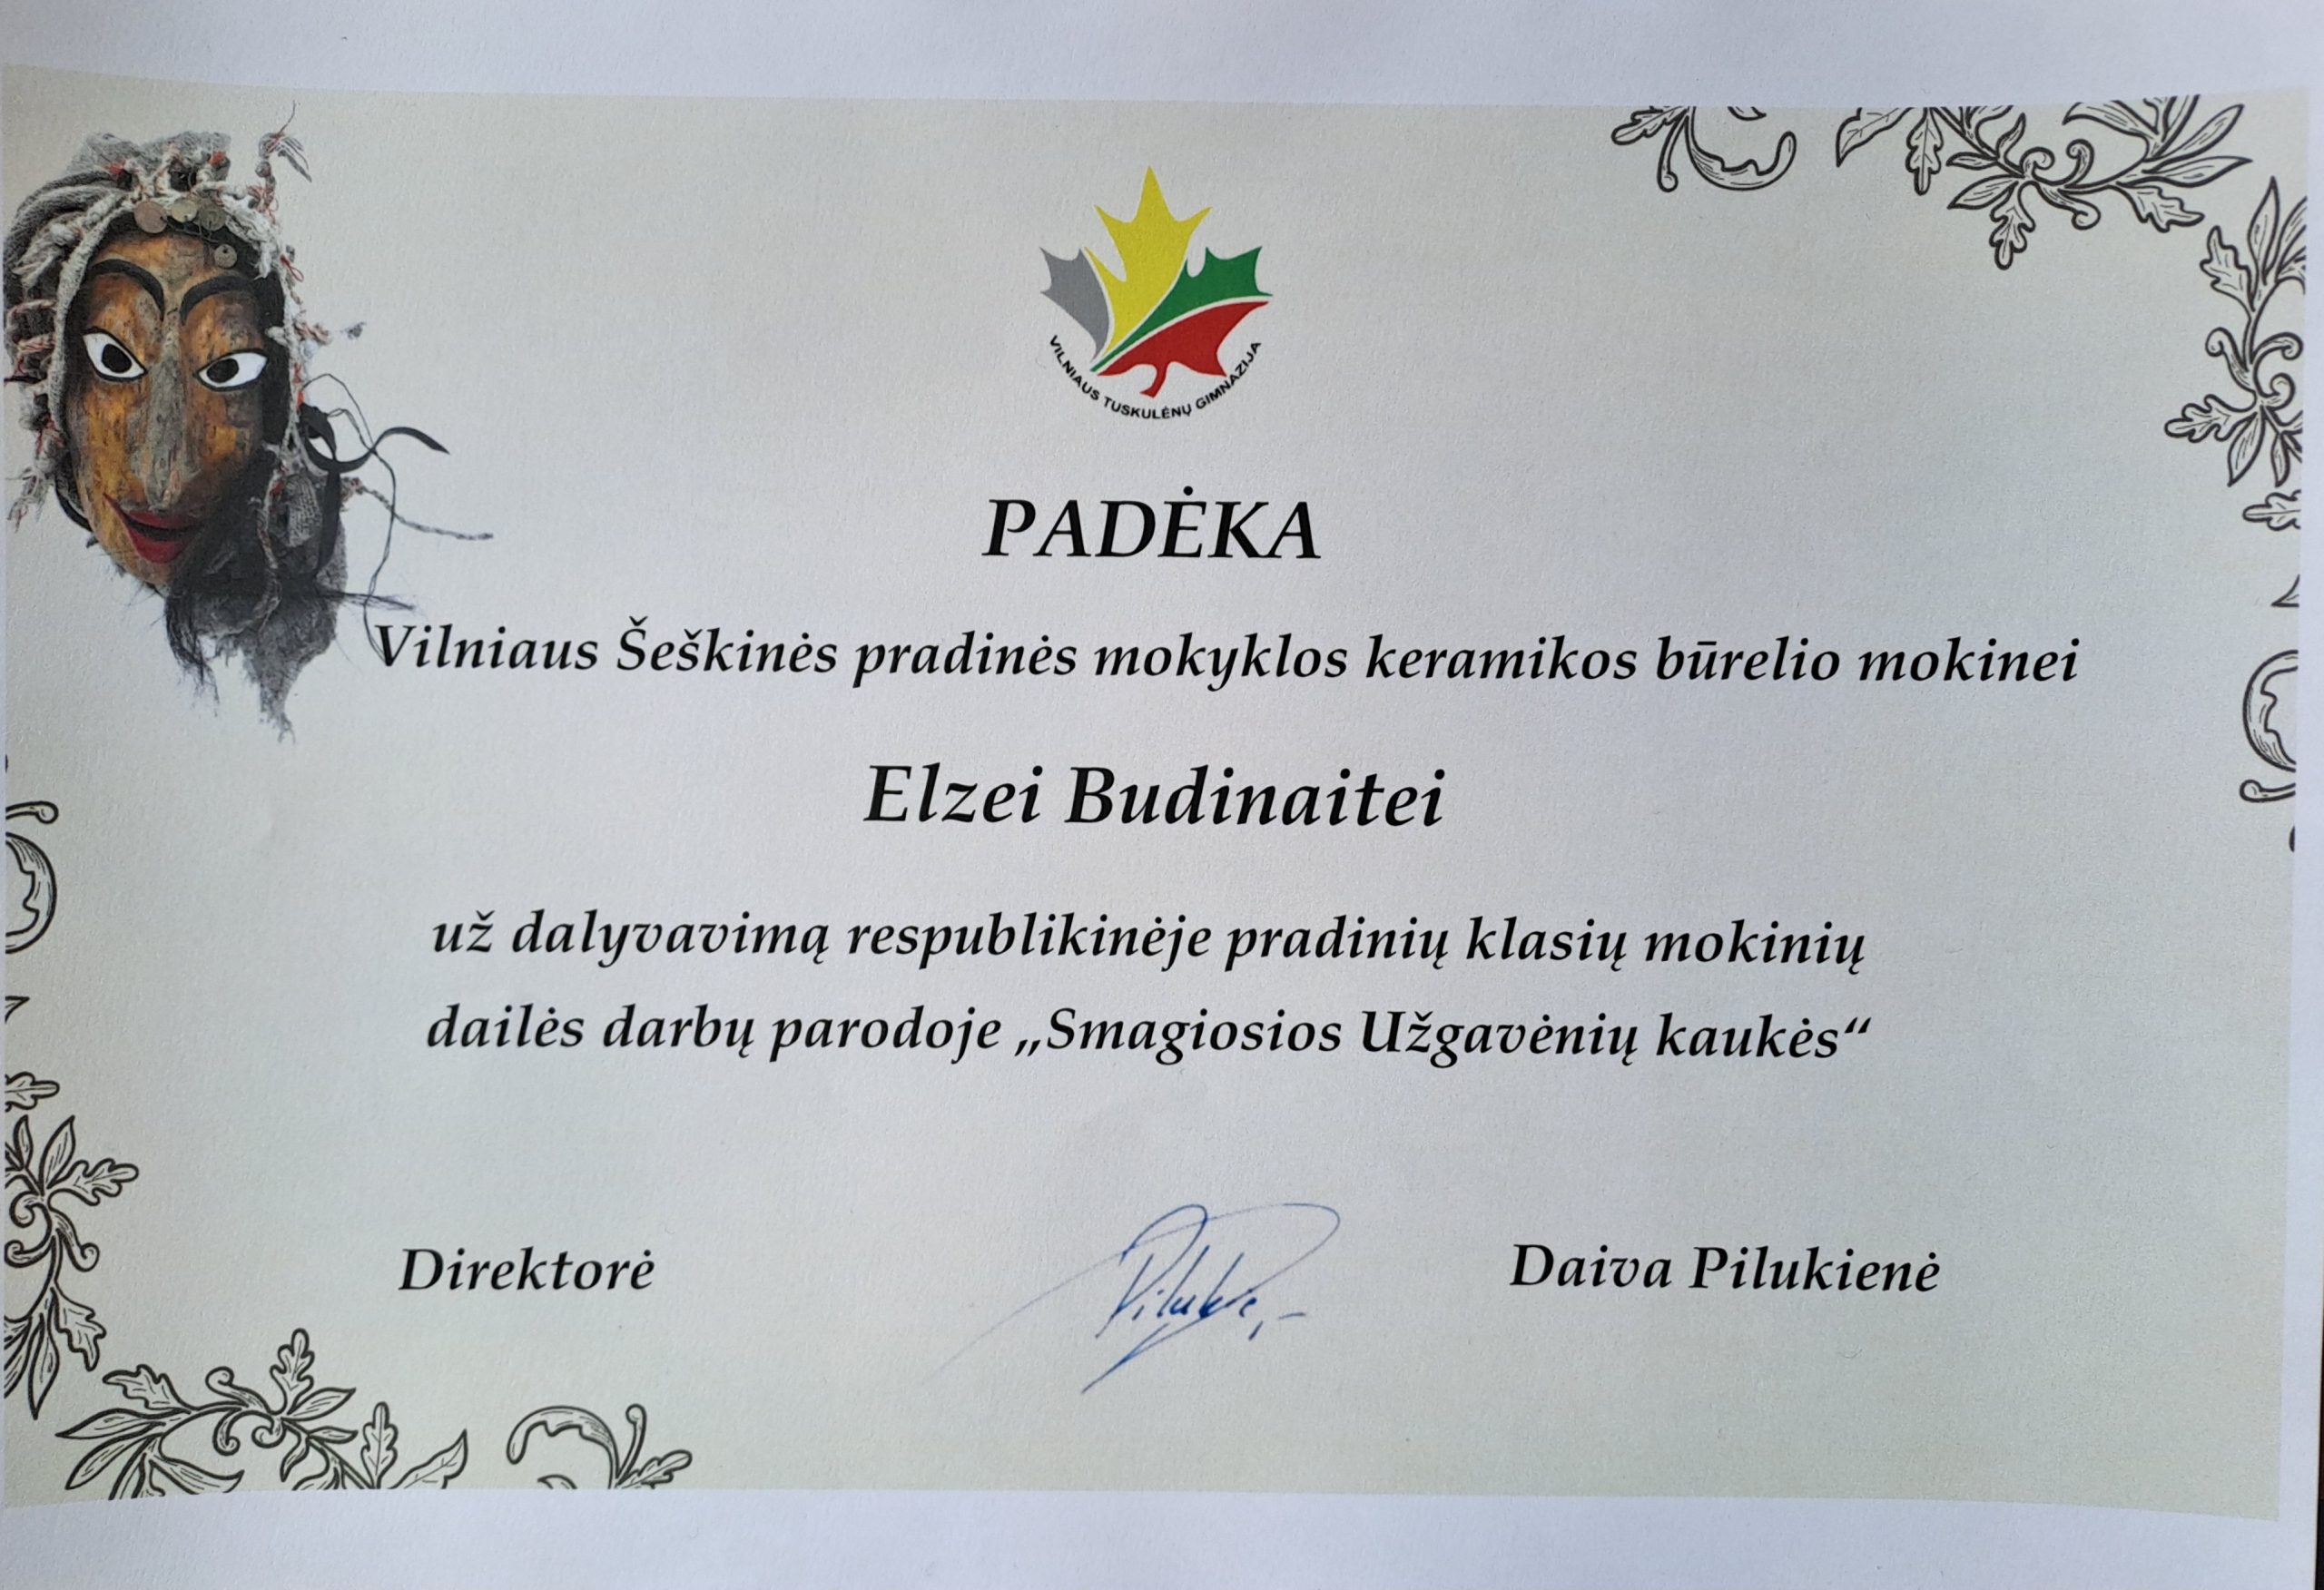 VILNIAUS TUSKULĖNŲ GIMNAZIJA
PADĖKA
Vilniaus Šeškinės pradinės mokyklos keramikos būrelio mokinei
Elzei Budinaitei
už dalyvavimą respublikinėje pradinių klasių mokinių
dailės darbų parodoje „Smagiosios Užgavėnių kaukės“
Direktorė
Daiva Pilukienė